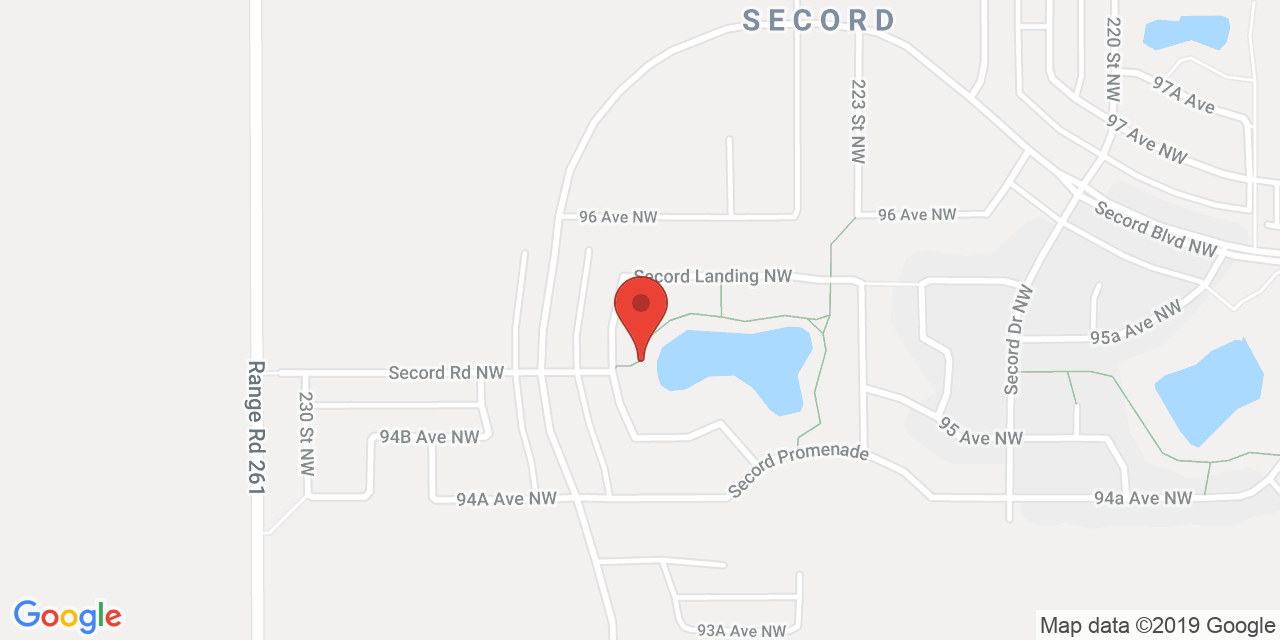 SECORD
220 St NW
97A Ave
223 St NW
97 Ave NW
96 Ave NW
96 Ave NW
Secord Blvd NW
Secord Landing NW
Secord Dr NW
95a Ave NW
Range Rd 261
Secord Rd NW
230 St NW
94B Ave NW
95 Ave NW
Secord Promenade
94A Ave NW
94a Ave NW
93A Ave NW
Google
Map data ©2019 Google